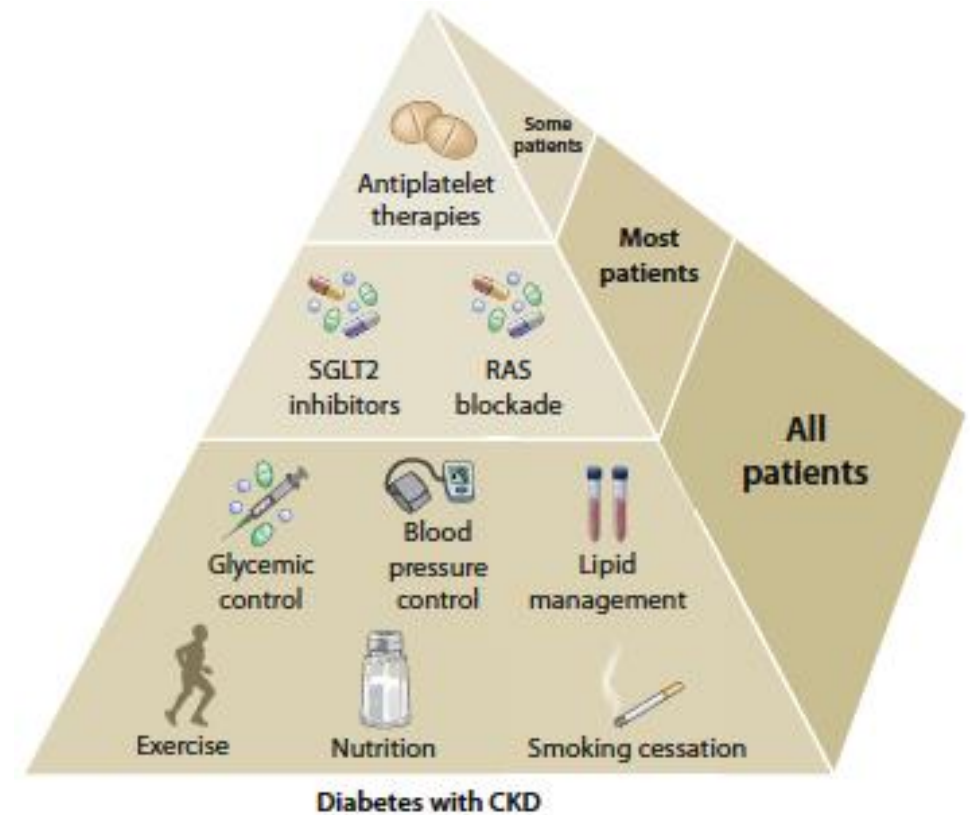 Some
patients
Antiplatelet
therapies
Most
patients
SGLT2
inhibitors
RAS
blockade
All
patients
Glycemic
control
Blood
pressure
control
Lipid
management
Exercise
Nutrition
Smoking cessation
Diabetes with CKD